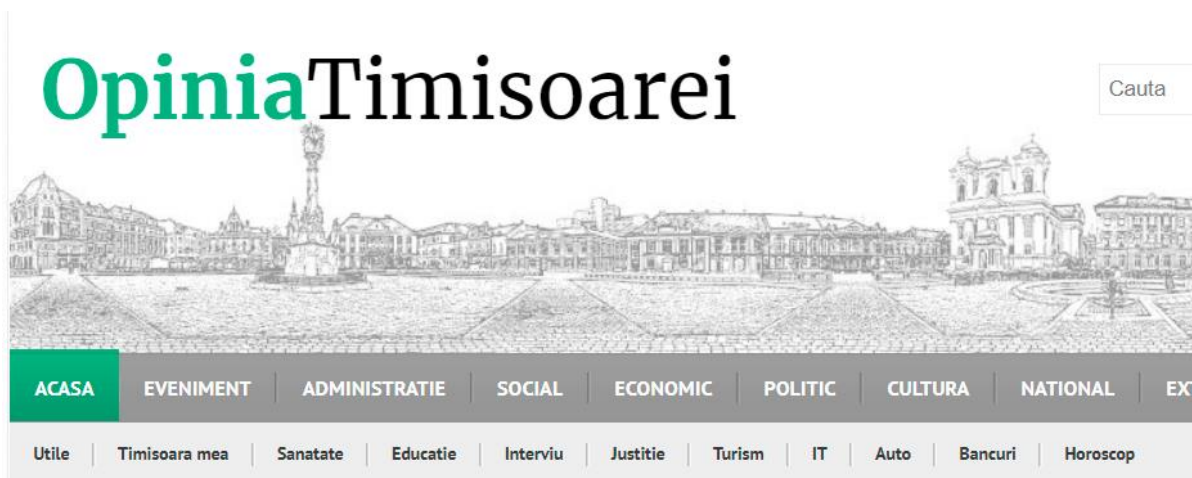 OpiniaTimisoarei
Cauta
ACASA EVENIMENT ADMINISTRATIE SOCIAL ECONOMIC POLITIC CULTURA NATIONAL
Utile Timisoara mea Sanatate Educatie Interviu Justitie Turism IT Auto Bancuri Horoscop